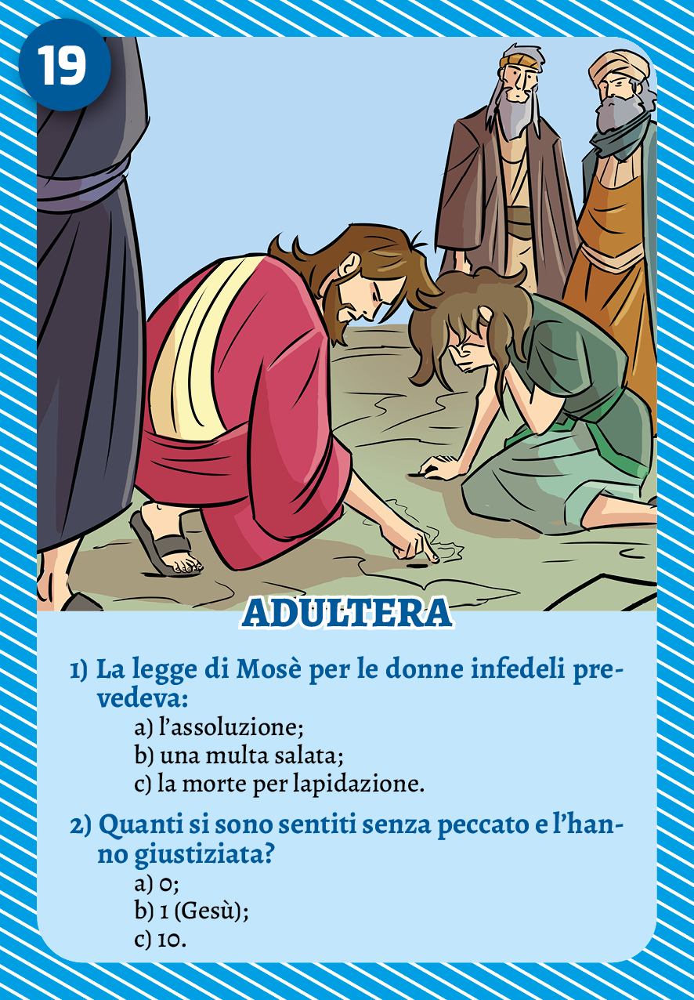 19
ADULTERA
1) La legge di Mosè per le donne infedeli pre-
vedeva:
a) l'assoluzione;
b) una multa salata;
c) la morte per lapidazione.
2) Quanti si sono sentiti senza peccato e l'han-
no giustiziata?
a) 0;
b) 1 (Gesù);
c) 10.